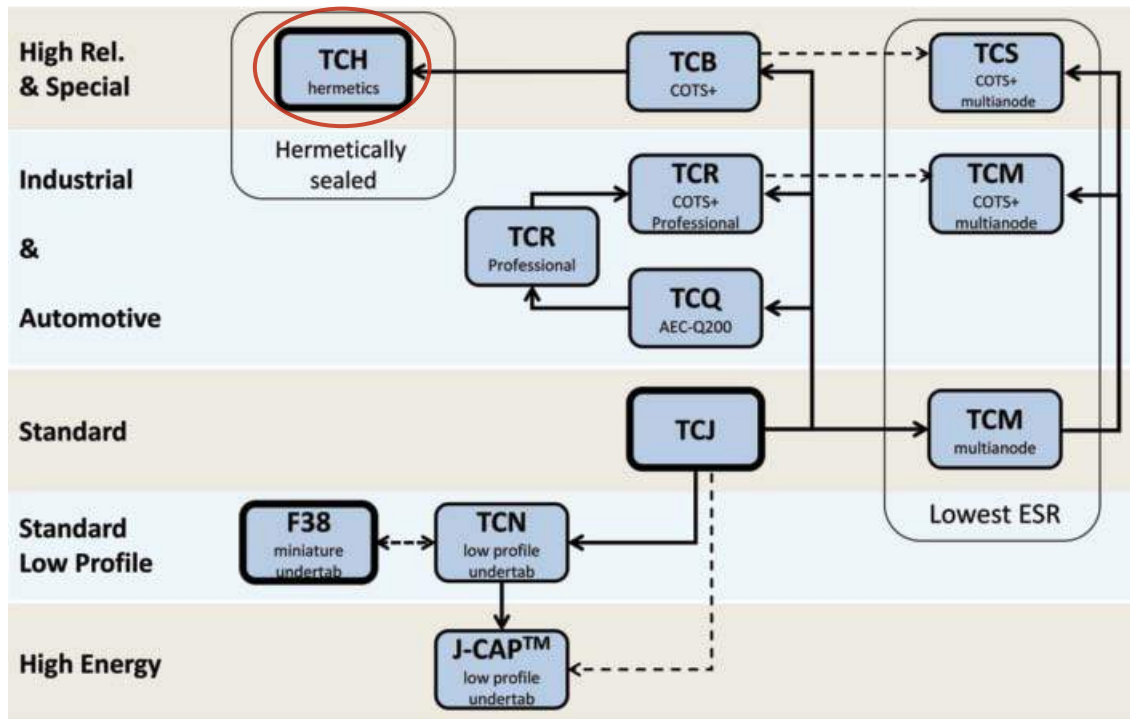 High Rel.
& Special
TCH
hermetics
TCB
COTS+
TCS
COTS+
multianode
Hermetically
sealed
Industrial
&
Automotive
TCR
COTS+
Professional
TCM
COTS+
multianode
TCR
Professional
TCQ
AEC-Q200
Standard
TCJ
TCM
multianode
Lowest ESR
Standard
Low Profile
F38
miniature
undertab
TCN
low profile
undertab
High Energy
J-CAP™
low profile
undertab